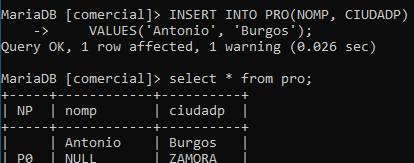 MariaDB [comercial]> INSERT INTO PRO(NOMP, CIUDADP)
    ->     VALUES('Antonio', 'Burgos');
Query OK, 1 row affected, 1 warning (0.026 sec)

MariaDB [comercial]> select * from pro;
+----+---------+---------+
| NP | nomp    | ciudadp |
+----+---------+---------+
|    | Antonio | Burgos  |
| P0 | NULL    | ZAMORA  |